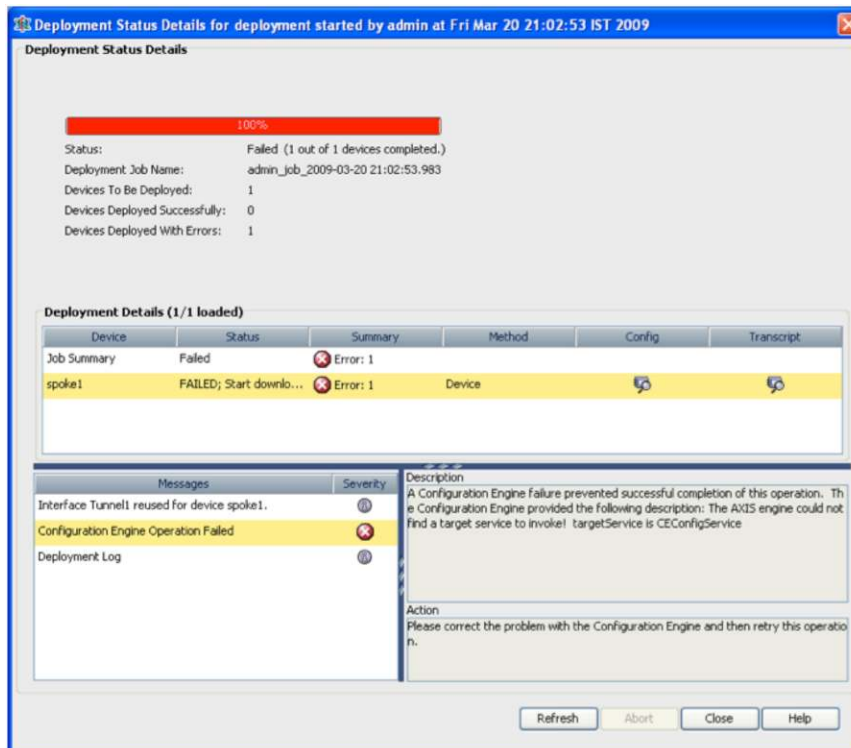 Deployment Status Details for deployment started by admin at Fri Mar 20 21:02:53 IST 2009
Deployment Status Details
100%
Status: Failed (1 out of 1 devices completed.)
Deployment Job Name: admin_job_2009-03-20 21:02:53.983
Devices To Be Deployed: 1
Devices Deployed Successfully: 0
Devices Deployed With Errors: 1
Deployment Details (1/1 loaded)
Device Status Summary Method Config Transcript
Job Summary Failed Error: 1
spoke1 FAILED; Start downlo... Error: 1 Device
Messages Severity
Interface Tunnel1 reused for device spoke1.
Configuration Engine Operation Failed
Deployment Log
Description
A Configuration Engine failure prevented successful completion of this operation. Th
e Configuration Engine provided the following description: The AXIS engine could not
find a target service to invoke! targetService is CEConfigService
Action
Please correct the problem with the Configuration Engine and then retry this operatio
n.
Refresh Abort Close Help